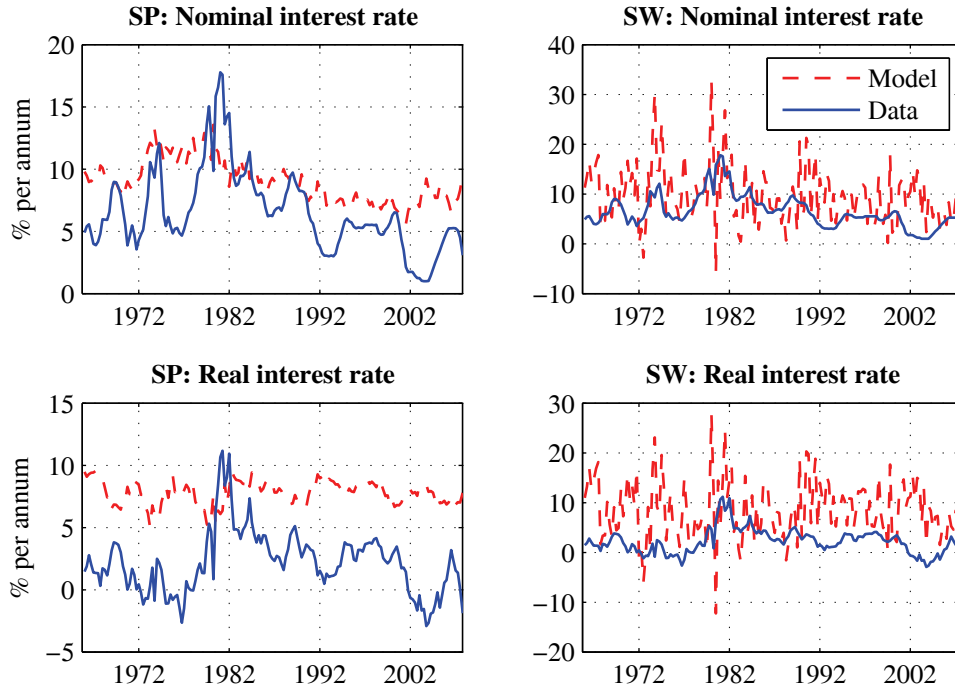 SP: Nominal interest rate
% per annum
20
15
10
5
0
1972 1982 1992 2002
SW: Nominal interest rate
Model
Data
40
30
20
10
0
−10
1972 1982 1992 2002
SP: Real interest rate
% per annum
15
10
5
0
−5
1972 1982 1992 2002
SW: Real interest rate
30
20
10
0
−10
−20
1972 1982 1992 2002